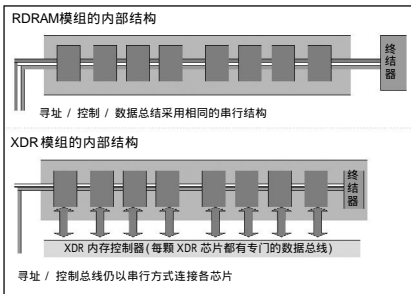 RDRAM模组的内部结构
终结器
寻址 / 控制 / 数据总结采用相同的串行结构
XDR 模组的内部结构
终结器
XDR 内存控制器(每颗 XDR 芯片都有专门的数据总线)
寻址 / 控制总线仍以串行方式连接各芯片